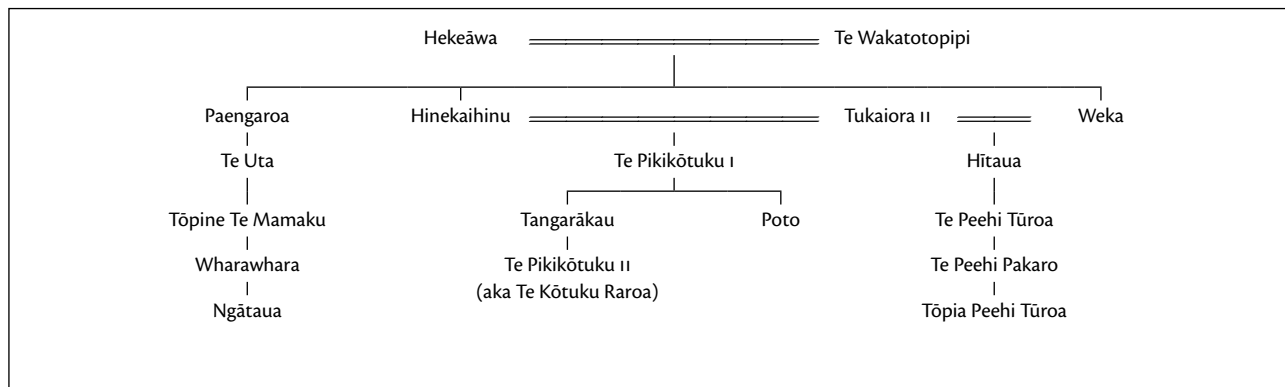 Hekeāwa Te Wakatotopipi
Paengaroa Hinekaihinu Tukaiora II Weka
Te Uta Te Pikikōtuku I Hītaua
Tōpine Te Mamaku Tangarākau Poto Te Peehi Tūroa
Wharawhara Te Pikikōtuku II Te Peehi Pakaro
(aka Te Kōtuku Raroa)
Ngātaua Tōpia Peehi Tūroa